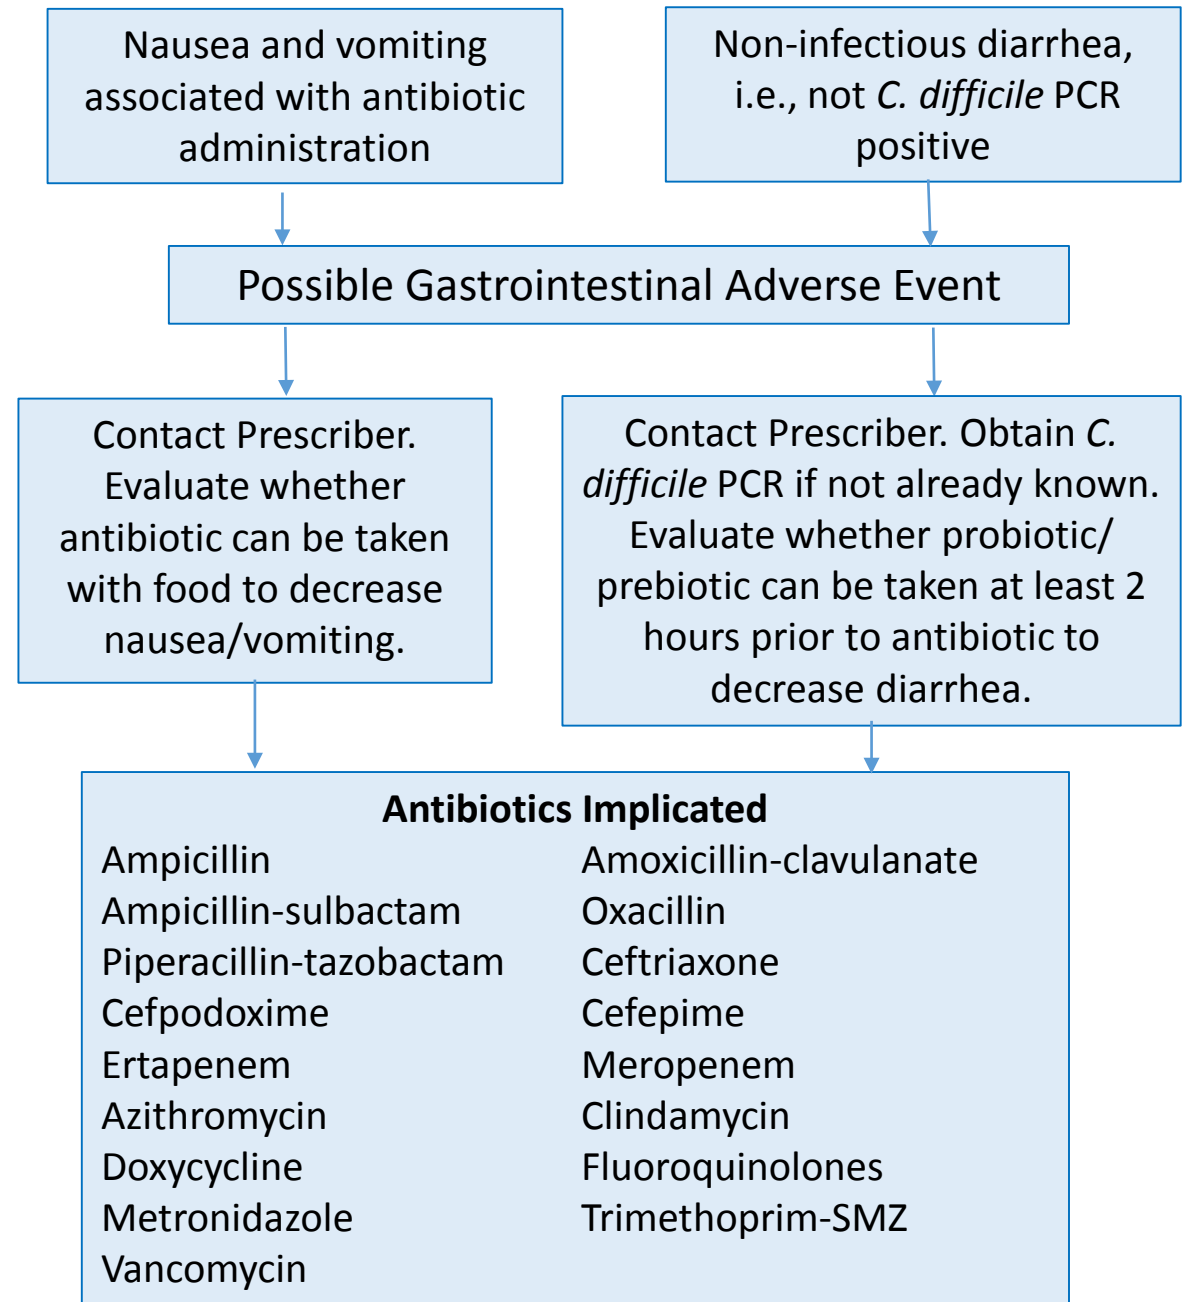 Nausea and vomiting
associated with antibiotic
administration
Non-infectious diarrhea,
i.e., not C. difficile PCR
positive
Possible Gastrointestinal Adverse Event
Contact Prescriber.
Evaluate whether
antibiotic can be taken
with food to decrease
nausea/vomiting.
Contact Prescriber. Obtain C.
difficile PCR if not already known.
Evaluate whether probiotic/
prebiotic can be taken at least 2
hours prior to antibiotic to
decrease diarrhea.
Antibiotics Implicated
Ampicillin
Ampicillin-sulbactam
Piperacillin-tazobactam
Cefpodoxime
Ertapenem
Azithromycin
Doxycycline
Metronidazole
Vancomycin
Amoxicillin-clavulanate
Oxacillin
Ceftriaxone
Cefepime
Meropenem
Clindamycin
Fluoroquinolones
Trimethoprim-SMZ